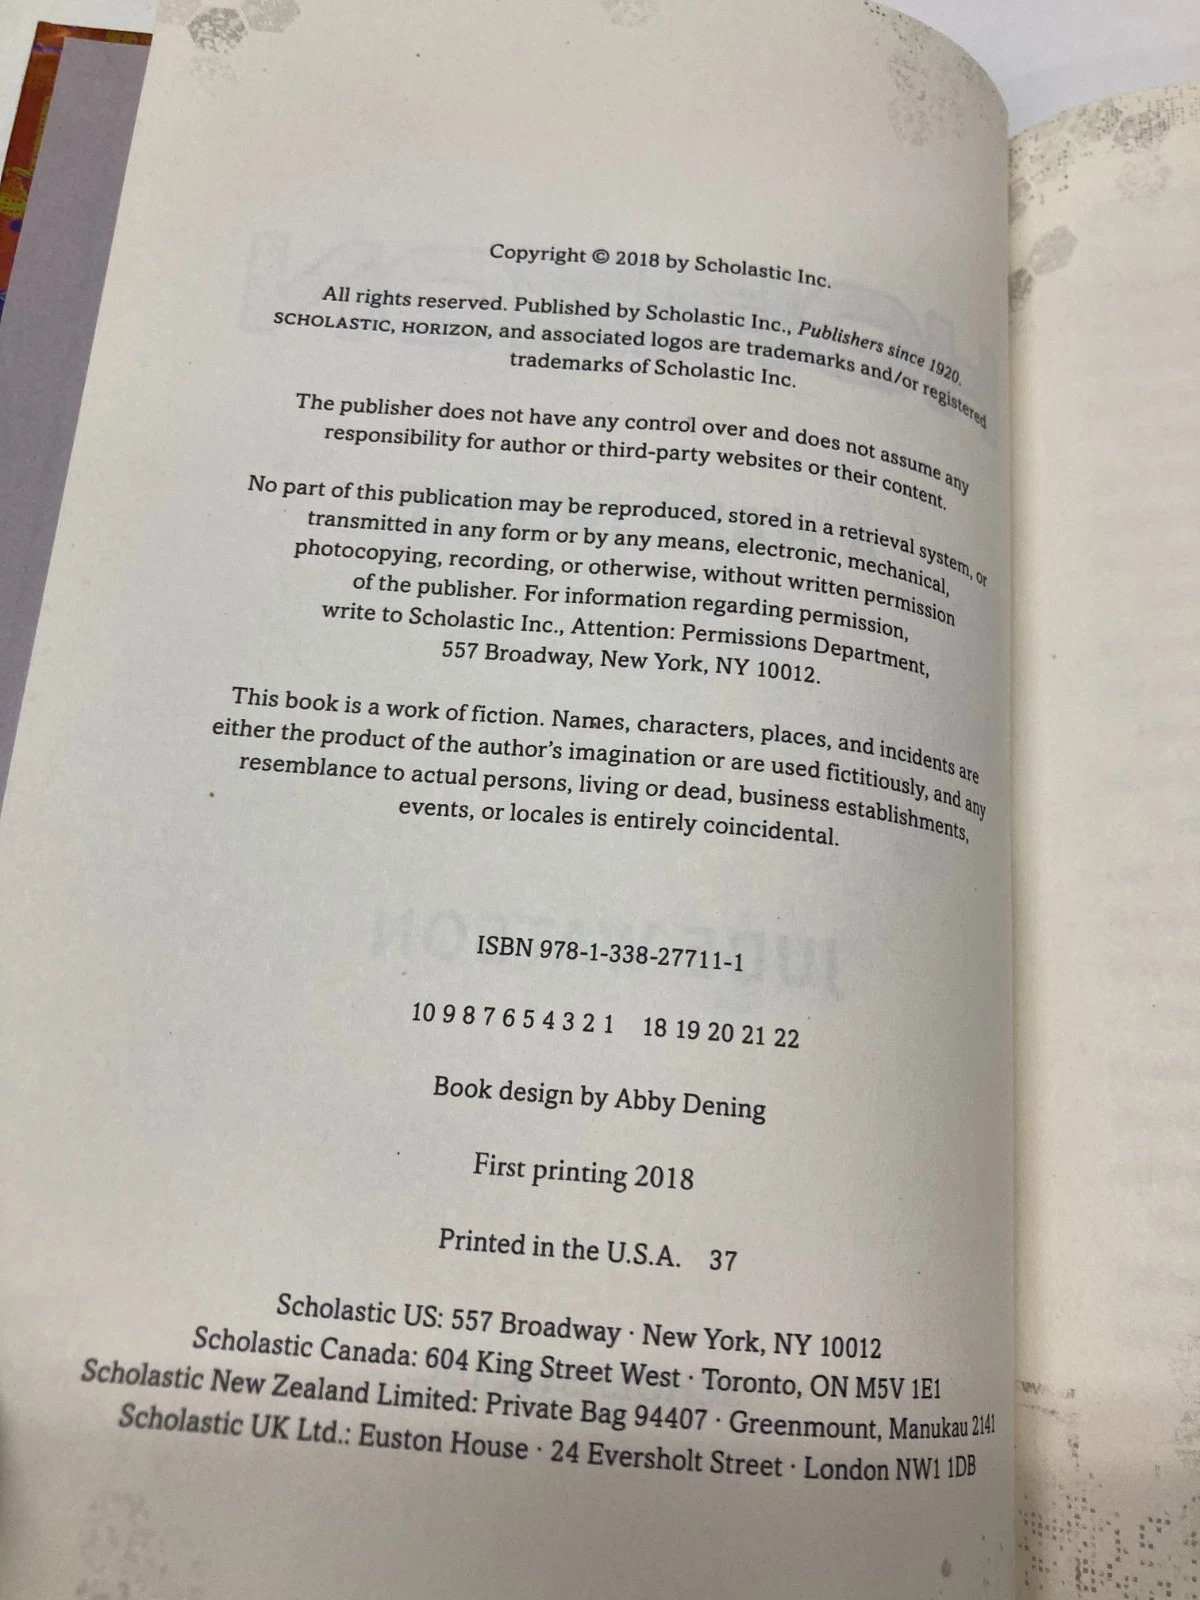 Copyright © 2018 by Scholastic Inc.
All rights reserved. Published by Scholastic Inc., Publishers since 1920.
SCHOLASTIC, HORIZON, and associated logos are trademarks and/or registered
trademarks of Scholastic Inc.
The publisher does not have any control over and does not assume any
responsibility for author or third-party websites or their content.
No part of this publication may be reproduced, stored in a retrieval system, or
transmitted in any form or by any means, electronic, mechanical,
photocopying, recording, or otherwise, without written permission
of the publisher. For information regarding permission,
write to Scholastic Inc., Attention: Permissions Department,
557 Broadway, New York, NY 10012.
This book is a work of fiction. Names, characters, places, and incidents are
either the product of the author's imagination or are used fictitiously, and any
resemblance to actual persons, living or dead, business establishments,
events, or locales is entirely coincidental.
ISBN 978-1-338-27711-1
10 9 8 7 6 5 4 3 2 1 18 19 20 21 22
Book design by Abby Dening
First printing 2018
Printed in the U.S.A. 37
Scholastic US: 557 Broadway · New York, NY 10012
Scholastic Canada: 604 King Street West · Toronto, ON M5V 1E1
Scholastic New Zealand Limited: Private Bag 94407 · Greenmount, Manukau 2141
Scholastic UK Ltd.: Euston House · 24 Eversholt Street · London NW1 1DB